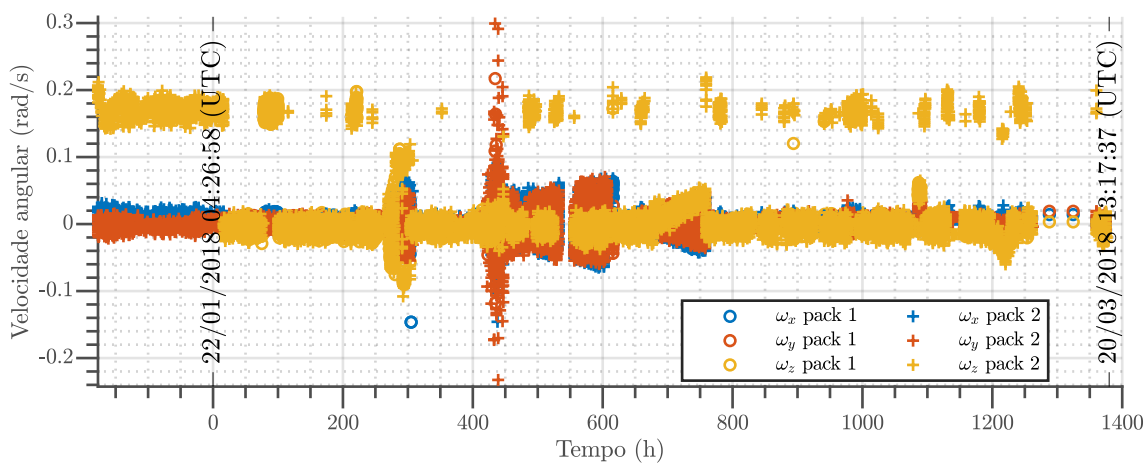 Velocidade angular (rad/s)
0.3
0.2
0.1
0
-0.1
-0.2
22/01/2018 04:26:58 (UTC)
20/03/2018 13:17:37 (UTC)
ωx pack 1 ωx pack 2
ωy pack 1 ωy pack 2
ωz pack 1 ωz pack 2
0 200 400 600 800 1000 1200 1400
Tempo (h)